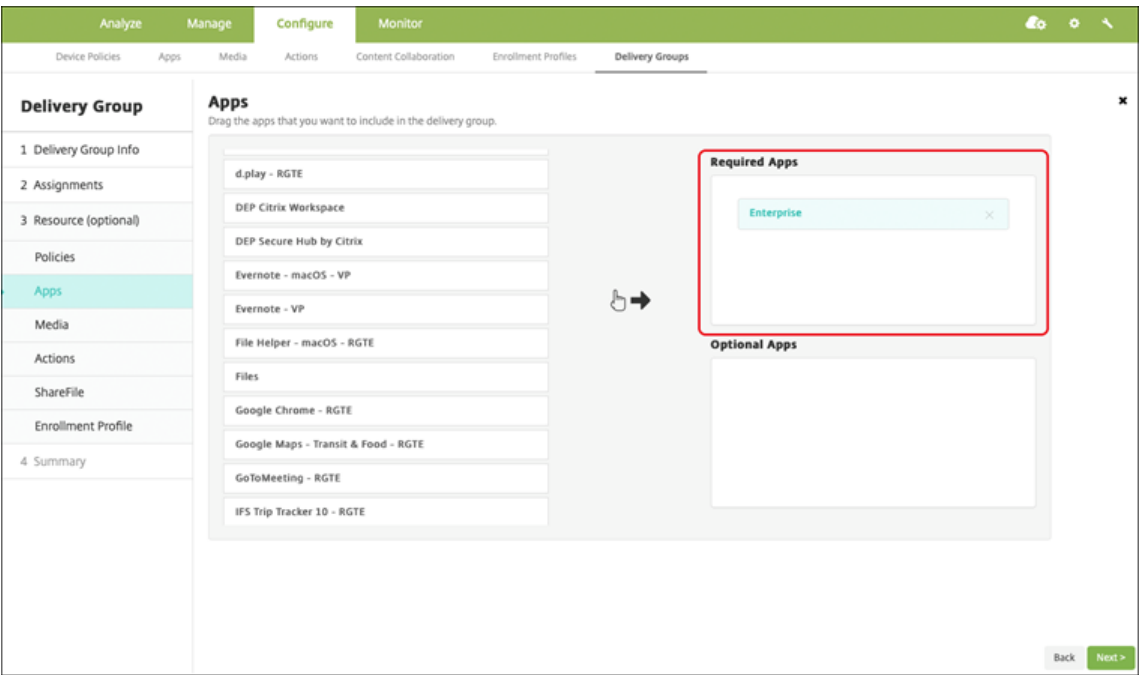 Analyze Manage Configure Monitor
Device Policies Apps Media Actions Content Collaboration Enrollment Profiles Delivery Groups
Delivery Group
1 Delivery Group Info
2 Assignments
3 Resource (optional)
Policies
Apps
Media
Actions
ShareFile
Enrollment Profile
4 Summary
Apps
Drag the apps that you want to include in the delivery group.
d.play - RGTE
DEP Citrix Workspace
DEP Secure Hub by Citrix
Evernote - macOS - VP
Evernote - VP
File Helper - macOS - RGTE
Files
Google Chrome - RGTE
Google Maps - Transit & Food - RGTE
GoToMeeting - RGTE
IFS Trip Tracker 10 - RGTE
Required Apps
Enterprise
Optional Apps
Back Next >